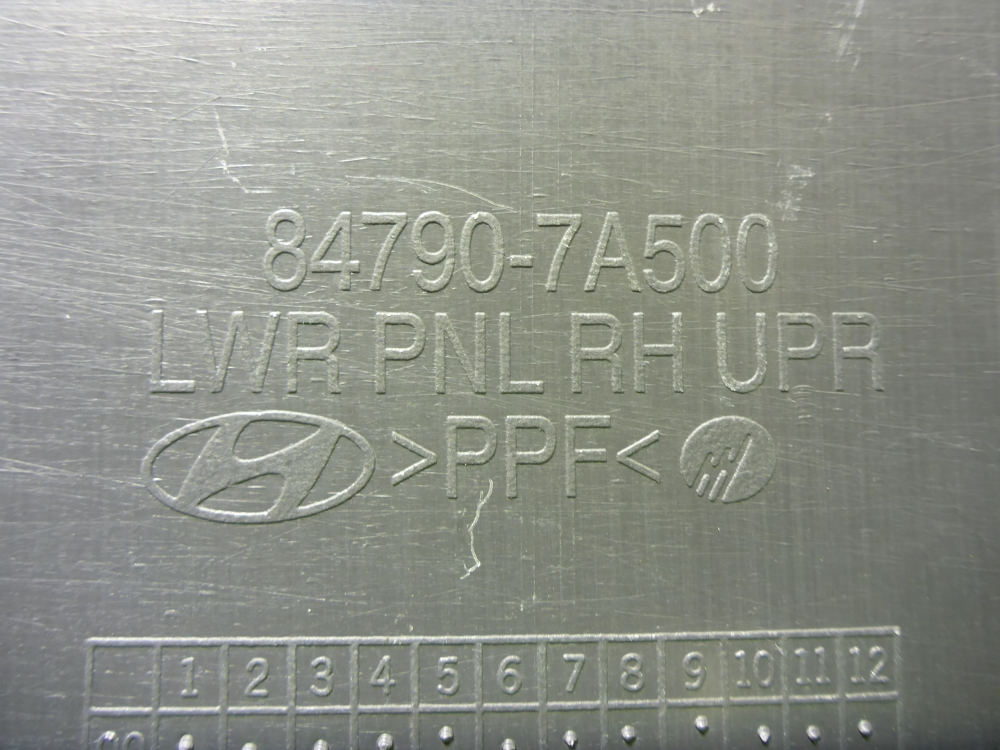 84790-7A500
LWR PNL RH UPR
>PPF<
1 2 3 4 5 6 7 8 9 10 11 12